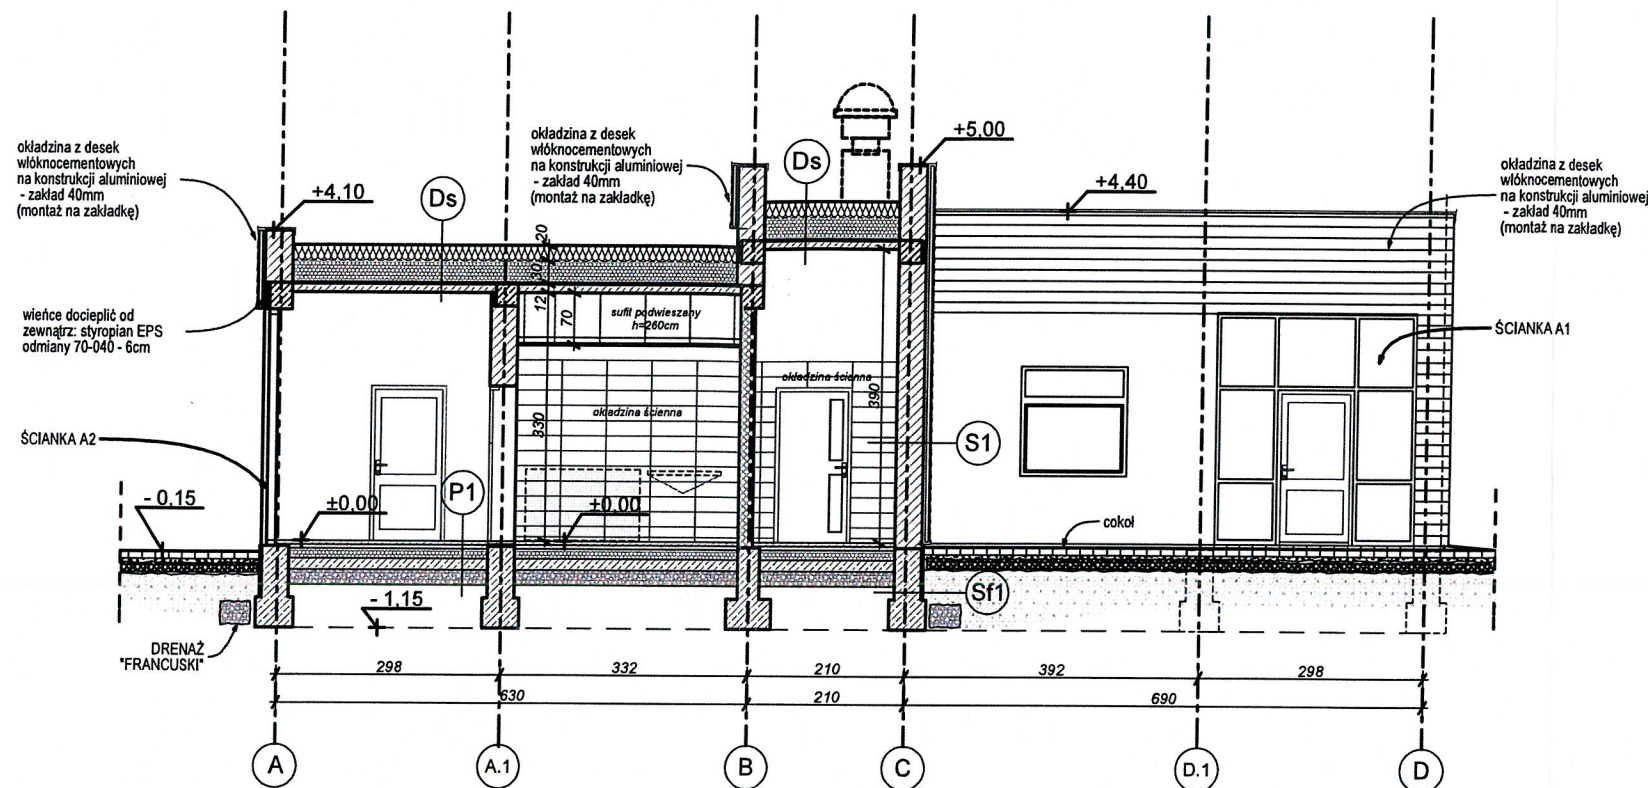 okładzina z desek
włóknocementowych
na konstrukcji aluminiowej
- zakład 40mm
(montaż na zakładkę)
+4,10
Ds
okładzina z desek
włóknocementowych
na konstrukcji aluminiowej
- zakład 40mm
(montaż na zakładkę)
Ds
+5,00
+4,40
okładzina z desek
włóknocementowych
na konstrukcji aluminiowej
- zakład 40mm
(montaż na zakładkę)
20
30
12
70
sufit podwieszany
h=260cm
wieńce docieplić od
zewnątrz: styropian EPS
odmiany 70-040 - 6cm
ŚCIANKA A1
okładzina ścienna
okładzina ścienna
330
390
ŚCIANKA A2
S1
P1
- 0,15
±0,00
±0,00
cokoł
Sf1
- 1,15
DRENAŻ
"FRANCUSKI"
298
332
210
392
298
630
210
690
A
A.1
B
C
D.1
D